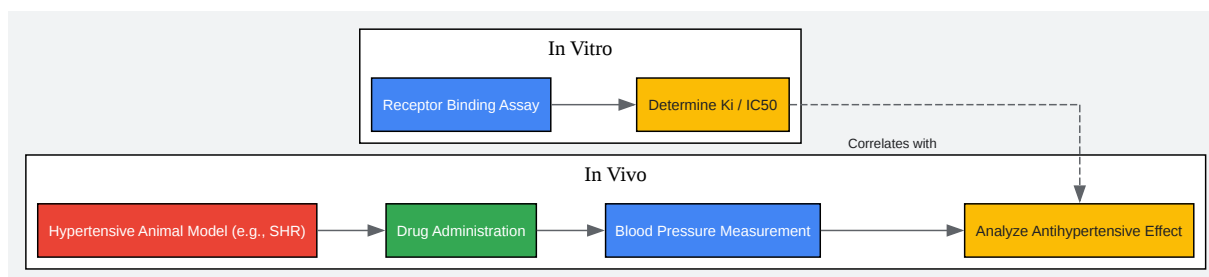 In Vitro
Receptor Binding Assay
Determine Ki / IC50
Correlates with
In Vivo
Hypertensive Animal Model (e.g., SHR)
Drug Administration
Blood Pressure Measurement
Analyze Antihypertensive Effect